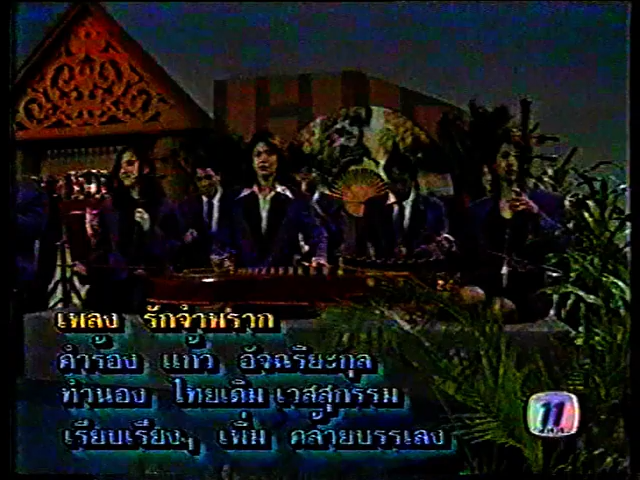 เพลง รักจำพราก
คำร้อง แก้ว อัจฉริยะกุล
ทำนอง ไทยเดิม เวสสุกรรม
เรียบเรียงฯ เพิ่ม คล้ายบรรเลง
11